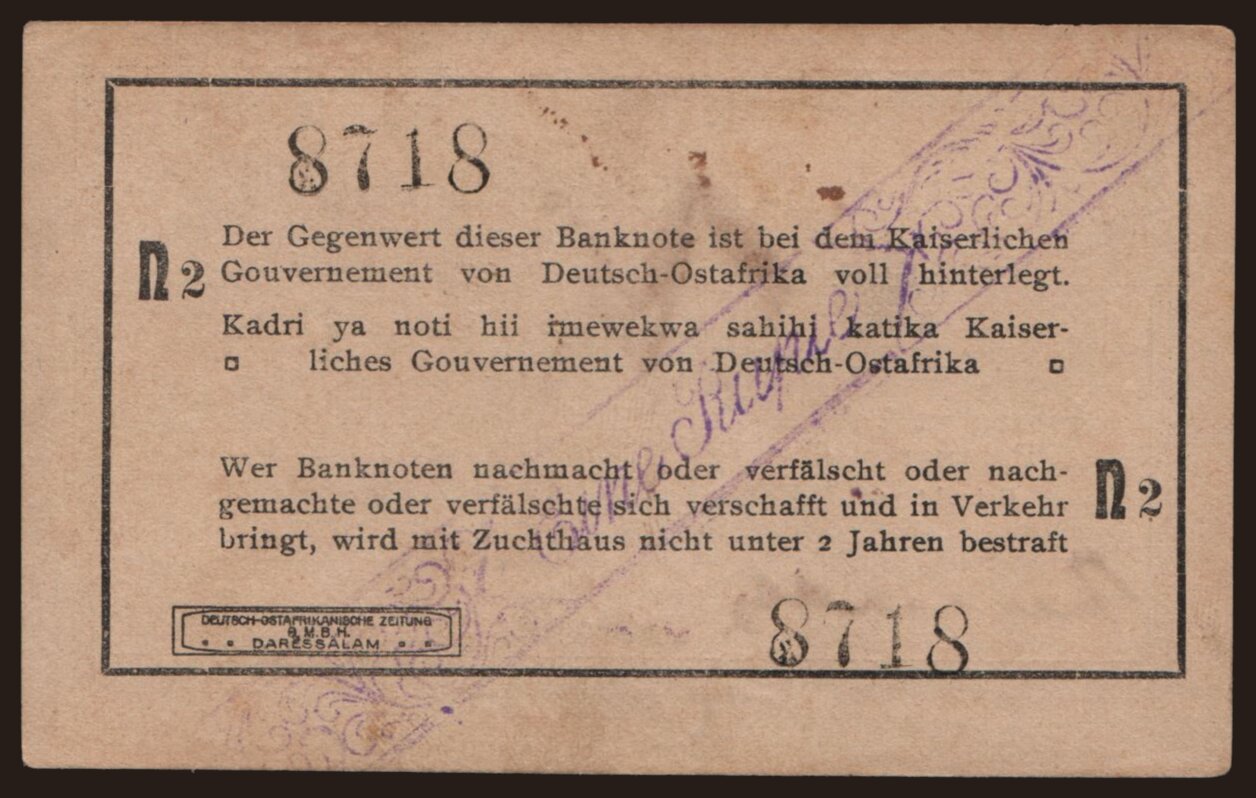 8718
Der Gegenwert dieser Banknote ist bei dem Kaiserlichen
N2 Gouvernement von Deutsch-Ostafrika voll hinterlegt.
Kadri ya noti hii imewekwa sahihi katika Kaiser-
liches Gouvernement von Deutsch-Ostafrika
Eine Rupie
Wer Banknoten nachmacht oder verfälscht oder nach-
gemachte oder verfälschte sich verschafft und in Verkehr N2
bringt, wird mit Zuchthaus nicht unter 2 Jahren bestraft
DEUTSCH-OSTAFRIKANISCHE ZEITUNG
G.M.B.H.
DARESSALAM
8718